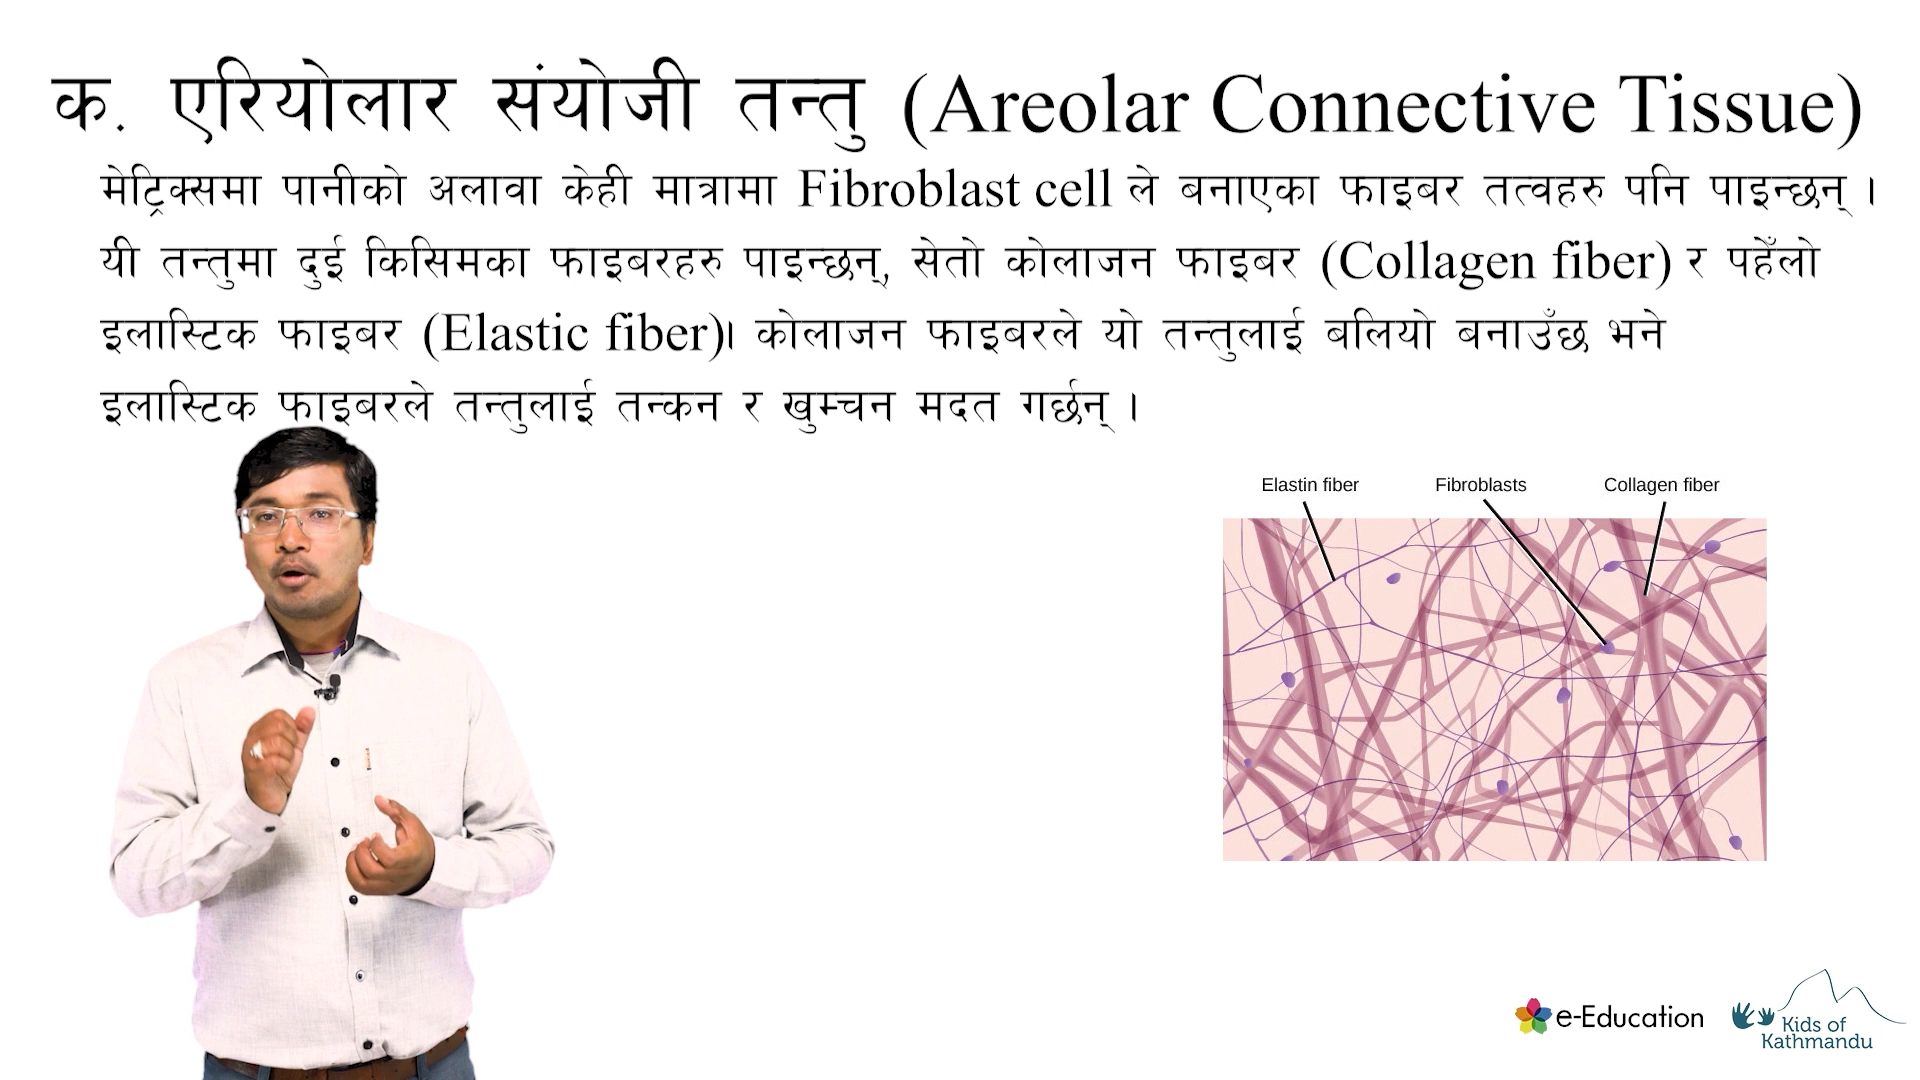 क. एरियोलार संयोजी तन्तु (Areolar Connective Tissue)
मेट्रिक्समा पानीको अलावा केही मात्रामा Fibroblast cell ले बनाएका फाइबर तत्वहरु पनि पाइन्छन् ।
यी तन्तुमा दुई किसिमका फाइबरहरु पाइन्छन्, सेतो कोलाजन फाइबर (Collagen fiber) र पहेँलो
इलास्टिक फाइबर (Elastic fiber)। कोलाजन फाइबरले यो तन्तुलाई बलियो बनाउँछ भने
इलास्टिक फाइबरले तन्तुलाई तन्कन र खुम्चन मदत गर्छन् ।
Elastin fiber Fibroblasts Collagen fiber
e-Education
Kids of
Kathmandu